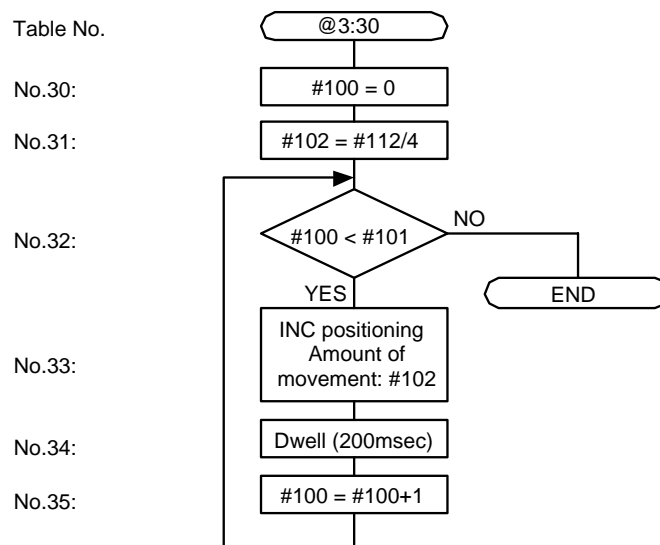 Table No.
@3:30
No.30:
#100 = 0
No.31:
#102 = #112/4
No.32:
#100 < #101
NO
END
YES
No.33:
INC positioning
Amount of
movement: #102
No.34:
Dwell (200msec)
No.35:
#100 = #100+1